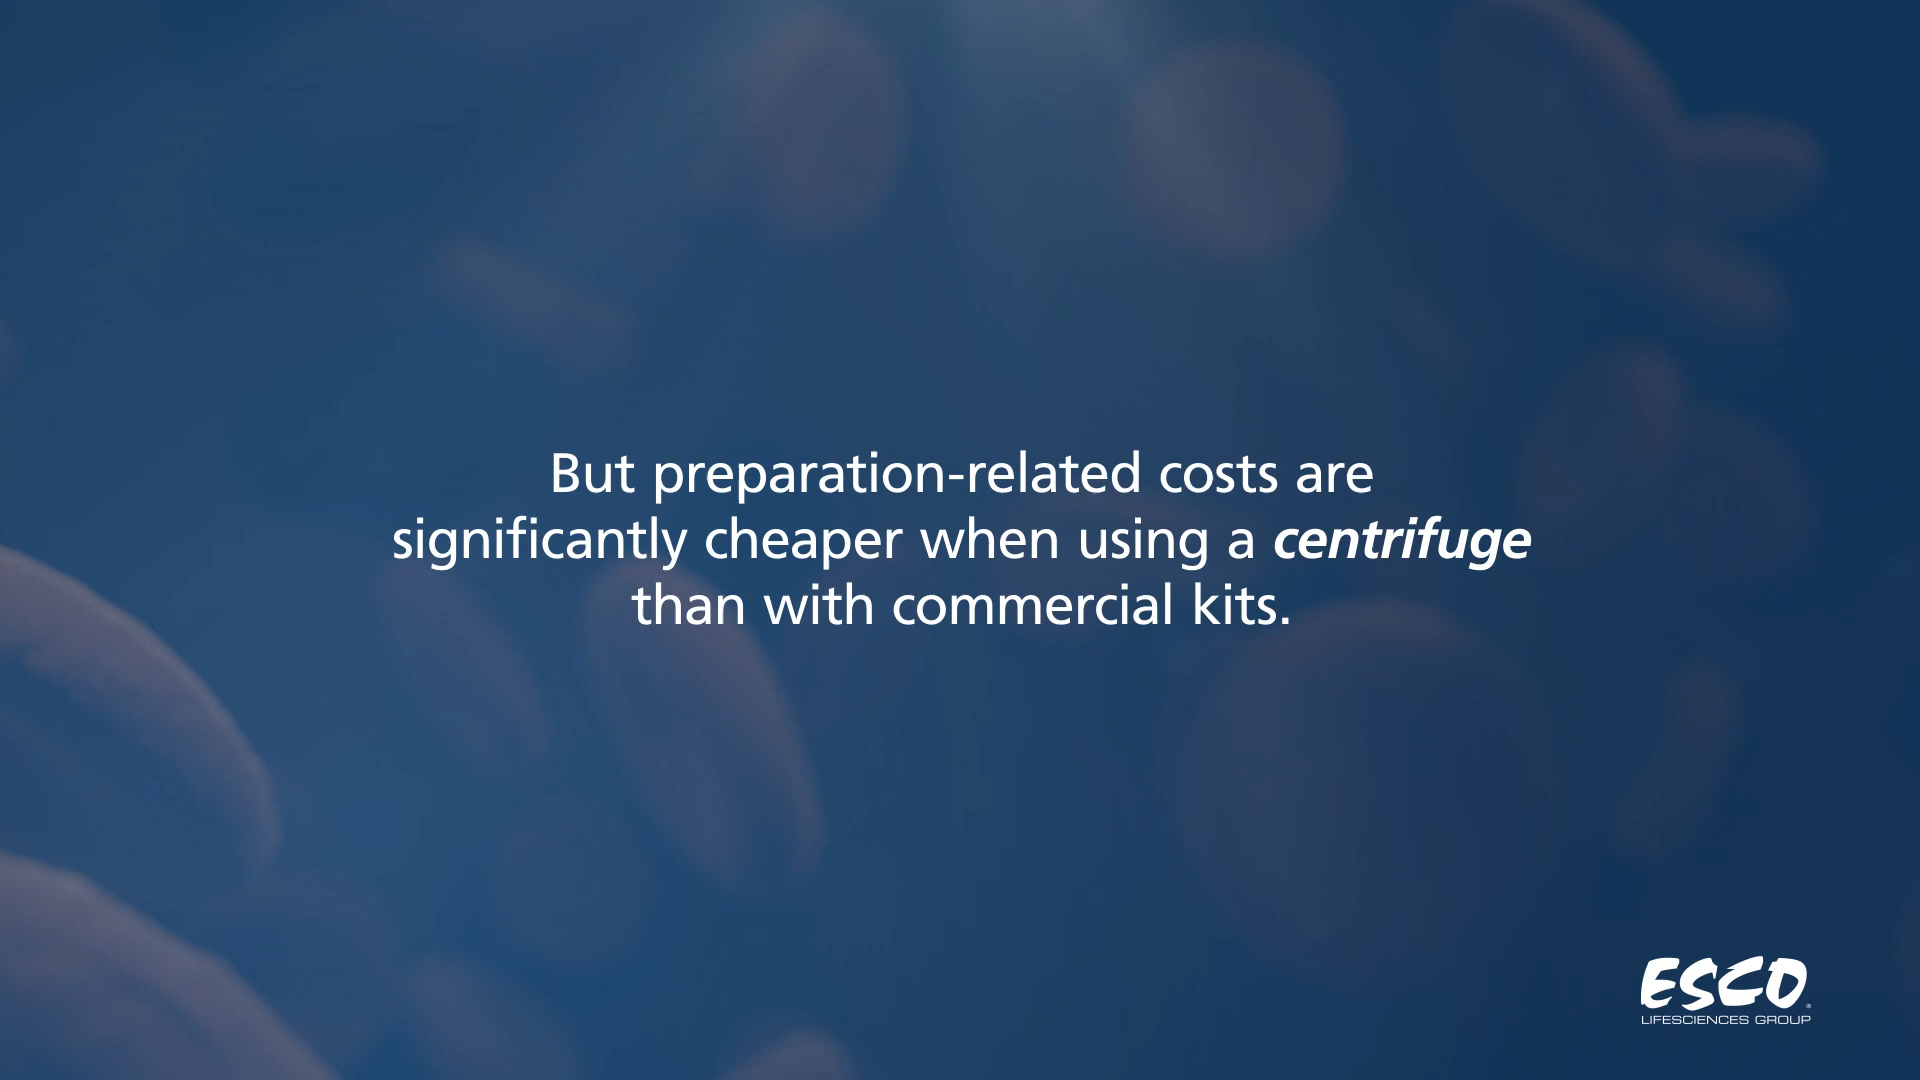 But preparation-related costs are
significantly cheaper when using a centrifuge
than with commercial kits.
ESCO
LIFESCIENCES GROUP